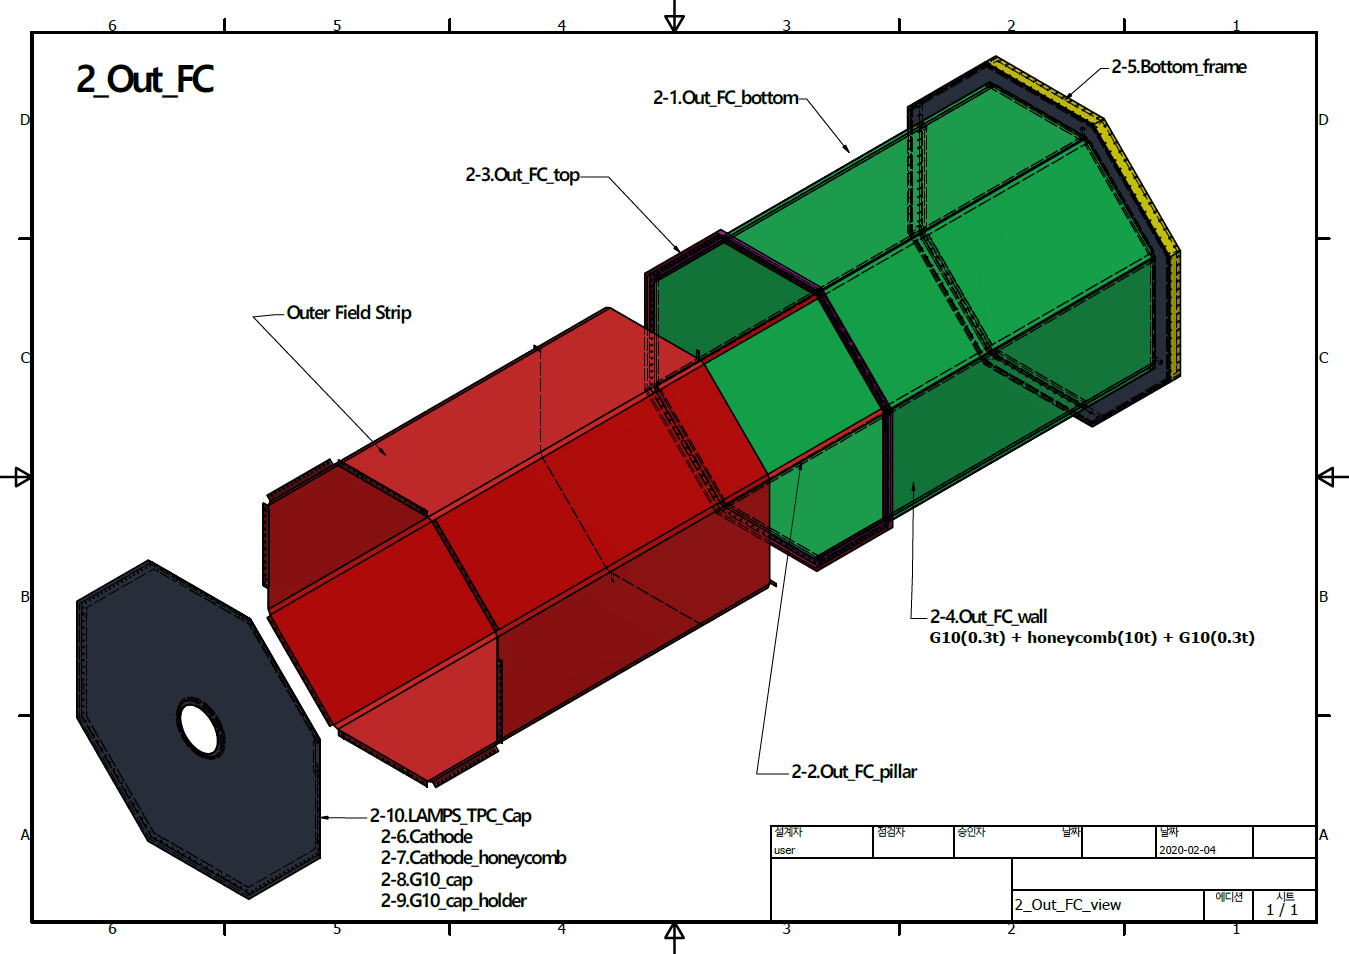 6 5 4 3 2 1
2_Out_FC
2-5.Bottom_frame
2-1.Out_FC_bottom
D D
2-3.Out_FC_top
Outer Field Strip
C C
B B
2-4.Out_FC_wall
G10(0.3t) + honeycomb(10t) + G10(0.3t)
2-2.Out_FC_pillar
2-10.LAMPS_TPC_Cap
2-6.Cathode
2-7.Cathode_honeycomb
2-8.G10_cap
2-9.G10_cap_holder
A A
설계자 점검자 승인자 날짜 날짜
user 2020-02-04
에디션 시트
2_Out_FC_view 1 / 1
6 5 4 3 2 1